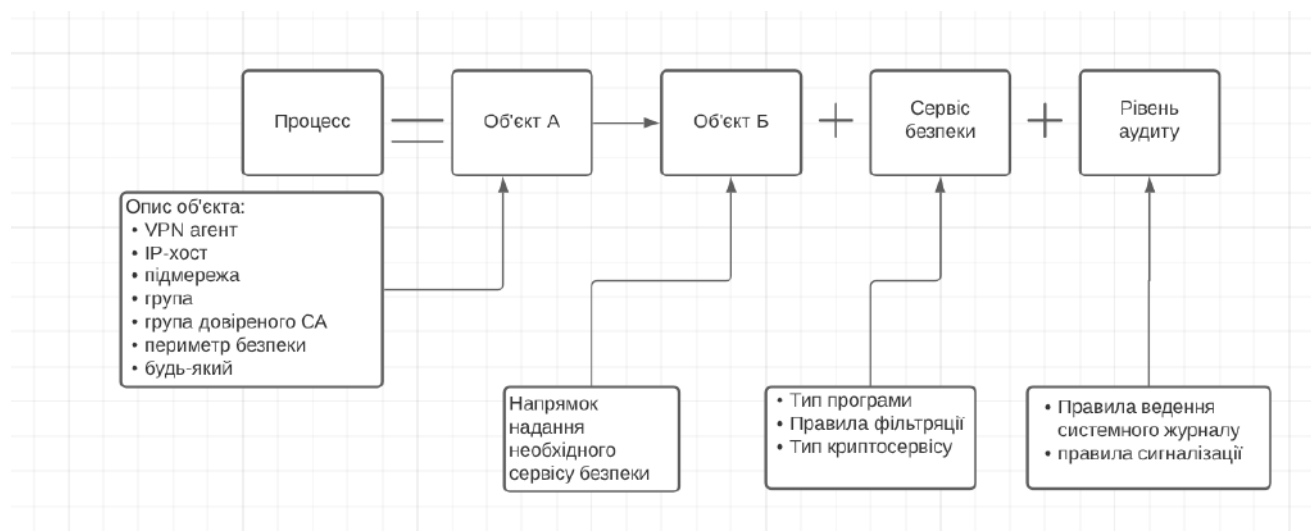 Процесс
Об'єкт А
Об'єкт Б
Сервіс
безпеки
Рівень
аудиту
Опис об'єкта:
• VPN агент
• IP-хост
• підмережа
• група
• група довіреного СА
• периметр безпеки
• будь-який
Напрямок
надання
необхідного
сервісу безпеки
• Тип програми
• Правила фільтряції
• Тип криптосервісу
• Правила ведення
системного журналу
• правила сигналізації